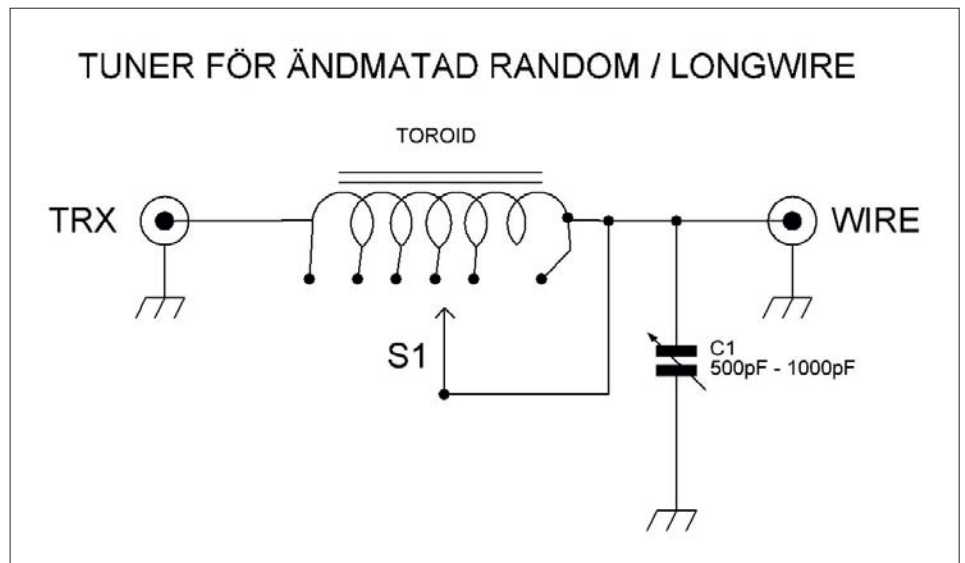 TUNER FÖR ÄNDMATAD RANDOM / LONGWIRE
TOROID
TRX
WIRE
S1
C1
500pF - 1000pF